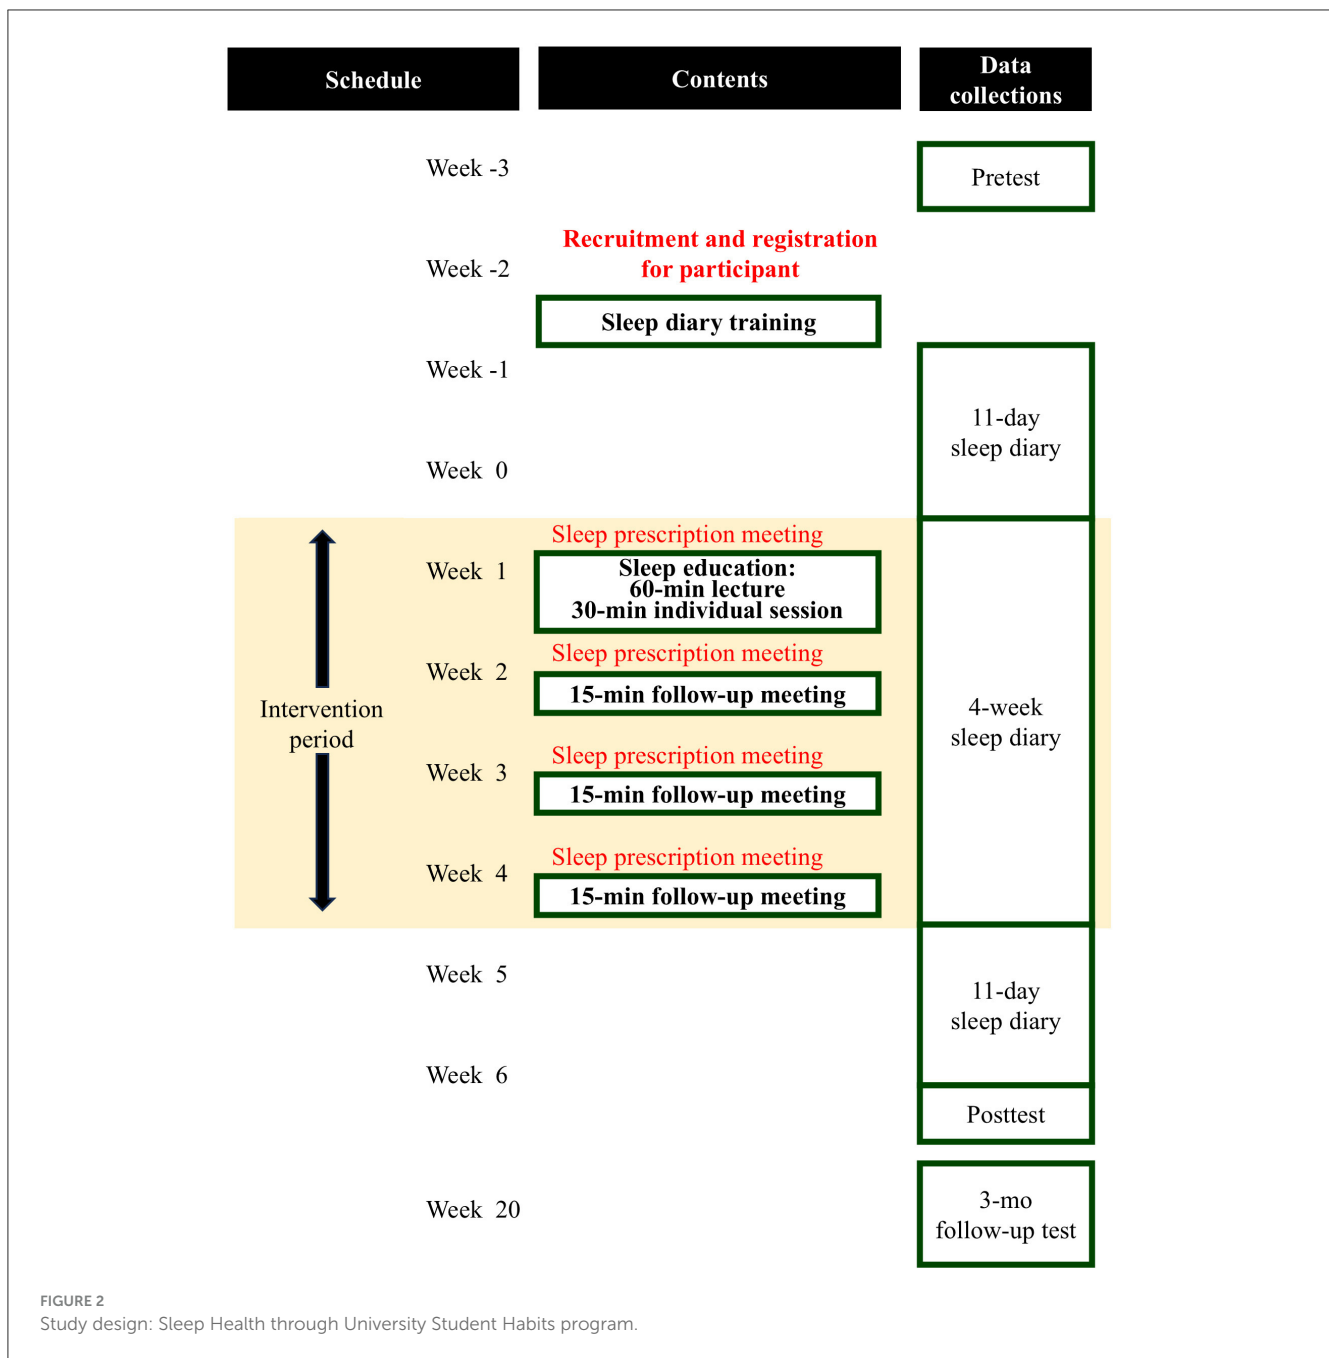 Schedule
Contents
Data
collections
Week -3
Pretest
Recruitment and registration
for participant
Week -2
Sleep diary training
Week -1
11-day
sleep diary
Week 0
Sleep prescription meeting
Week 1
Sleep education:
60-min lecture
30-min individual session
Sleep prescription meeting
Week 2
15-min follow-up meeting
Intervention
period
4-week
sleep diary
Sleep prescription meeting
Week 3
15-min follow-up meeting
Sleep prescription meeting
Week 4
15-min follow-up meeting
Week 5
11-day
sleep diary
Week 6
Posttest
Week 20
3-mo
follow-up test
FIGURE 2
Study design: Sleep Health through University Student Habits program.